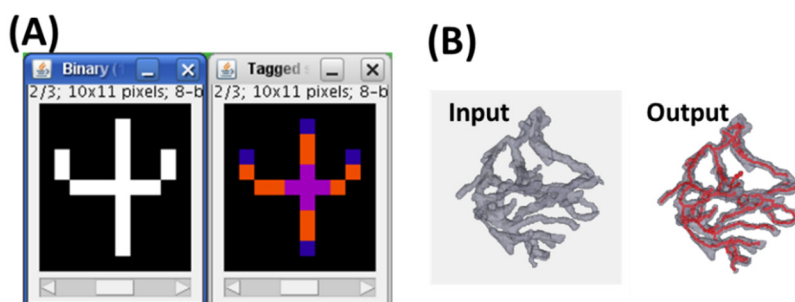 (A)
Binary (
Tagged s
2/3; 10x11 pixels; 8-b
2/3; 10x11 pixels; 8-b
(B)
Input
Output